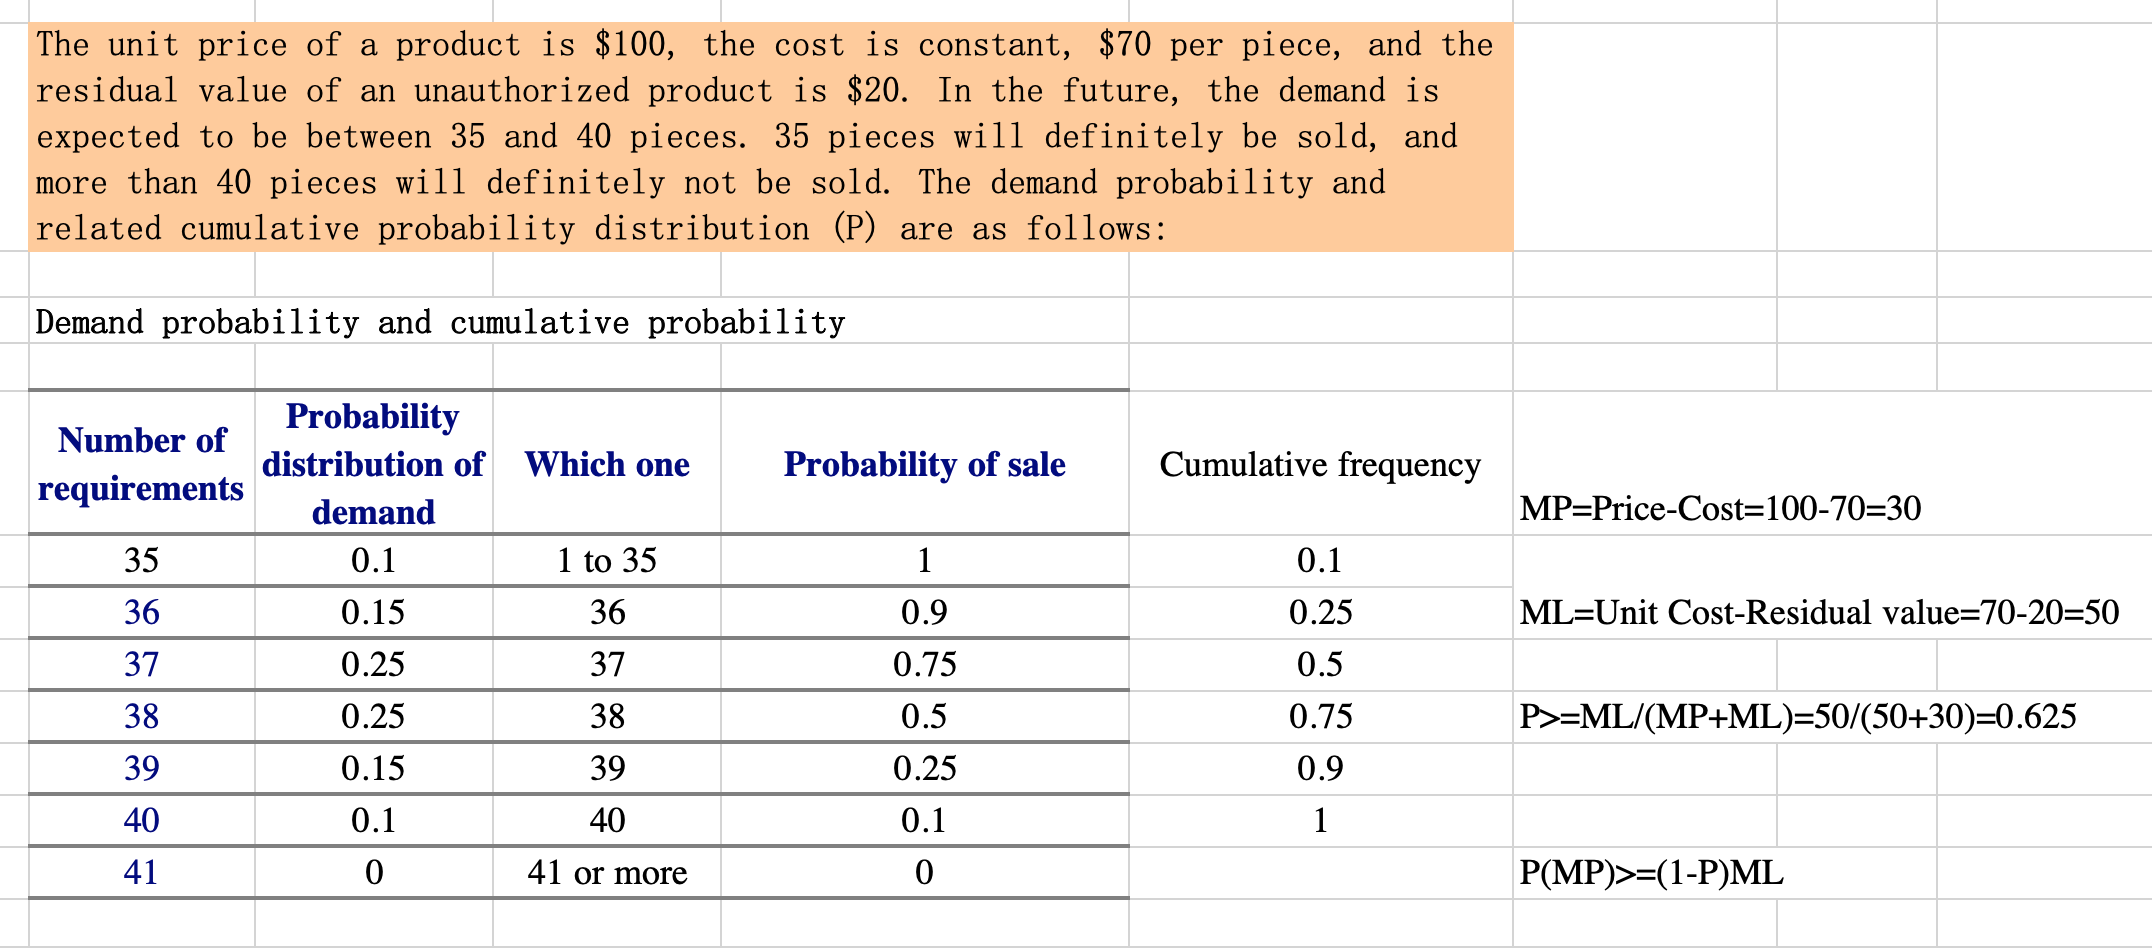 The unit price of a product is $100, the cost is constant, $70 per piece, and the
residual value of an unauthorized product is $20. In the future, the demand is
expected to be between 35 and 40 pieces. 35 pieces will definitely be sold, and
more than 40 pieces will definitely not be sold. The demand probability and
related cumulative probability distribution (P) are as follows:
Demand probability and cumulative probability
Number of requirements Probability distribution of demand Which one Probability of sale Cumulative frequency MP=Price-Cost=100-70=30
35 0.1 1 to 35 1 0.1
36 0.15 36 0.9 0.25 ML=Unit Cost-Residual value=70-20=50
37 0.25 37 0.75 0.5
38 0.25 38 0.5 0.75 P>=ML/(MP+ML)=50/(50+30)=0.625
39 0.15 39 0.25 0.9
40 0.1 40 0.1 1
41 0 41 or more 0 P(MP)>=(1-P)ML